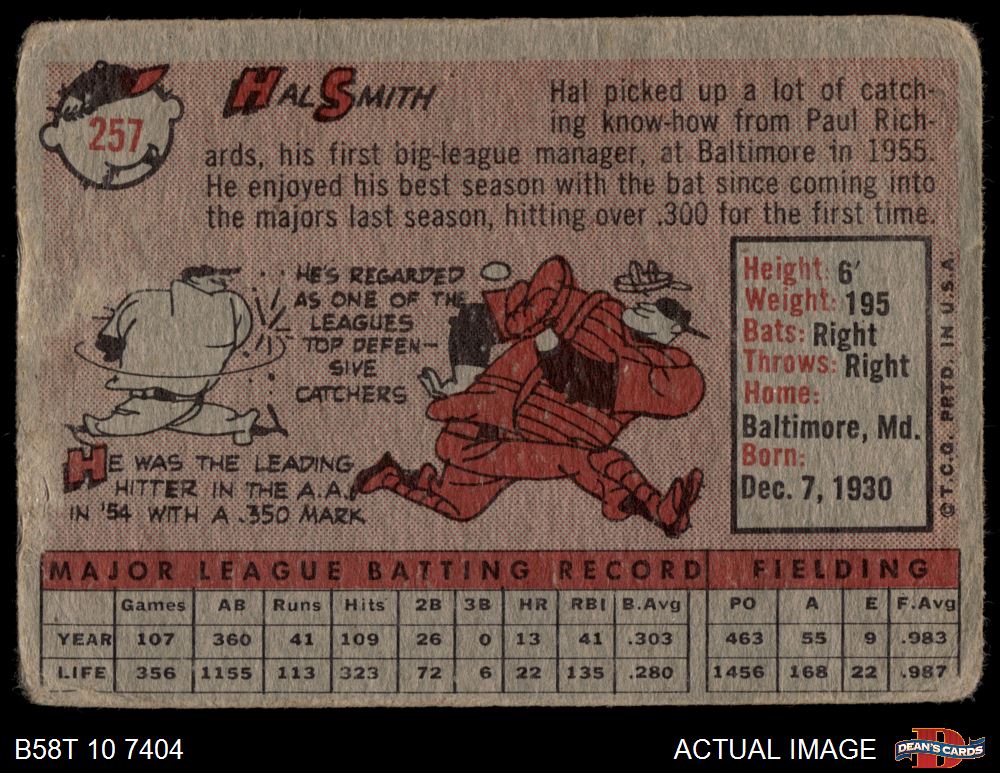 257
HAL SMITH
Hal picked up a lot of catch-
ing know-how from Paul Rich-
ards, his first big-league manager, at Baltimore in 1955.
He enjoyed his best season with the bat since coming into
the majors last season, hitting over .300 for the first time.
HE'S REGARDED
AS ONE OF THE
LEAGUES
TOP DEFEN-
SIVE
CATCHERS
HE WAS THE LEADING
HITTER IN THE A.A.
IN '54 WITH A .350 MARK
Height: 6'
Weight: 195
Bats: Right
Throws: Right
Home:
Baltimore, Md.
Born:
Dec. 7, 1930
©T.C.G. PRTD. IN U.S.A.
MAJOR LEAGUE BATTING RECORD FIELDING
Games AB Runs Hits 2B 3B HR RBI B.Avg PO A E F.Avg
YEAR 107 360 41 109 26 0 13 41 .303 463 55 9 .983
LIFE 356 1155 113 323 72 6 22 135 .280 1456 168 22 .987
B58T 10 7404
ACTUAL IMAGE
DEAN'S CARDS